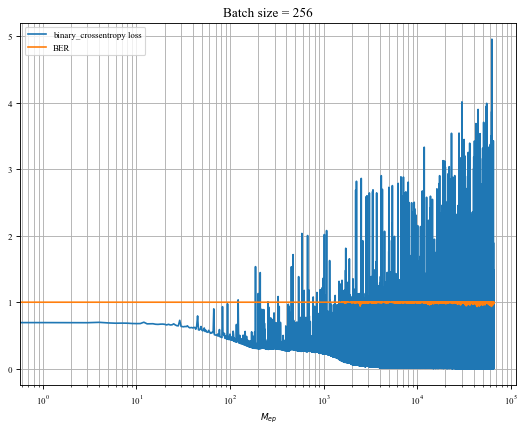 Batch size = 256
binary_crossentropy loss
BER
5
4
3
2
1
0
10⁰ 10¹ 10² 10³ 10⁴ 10⁵
M_ep